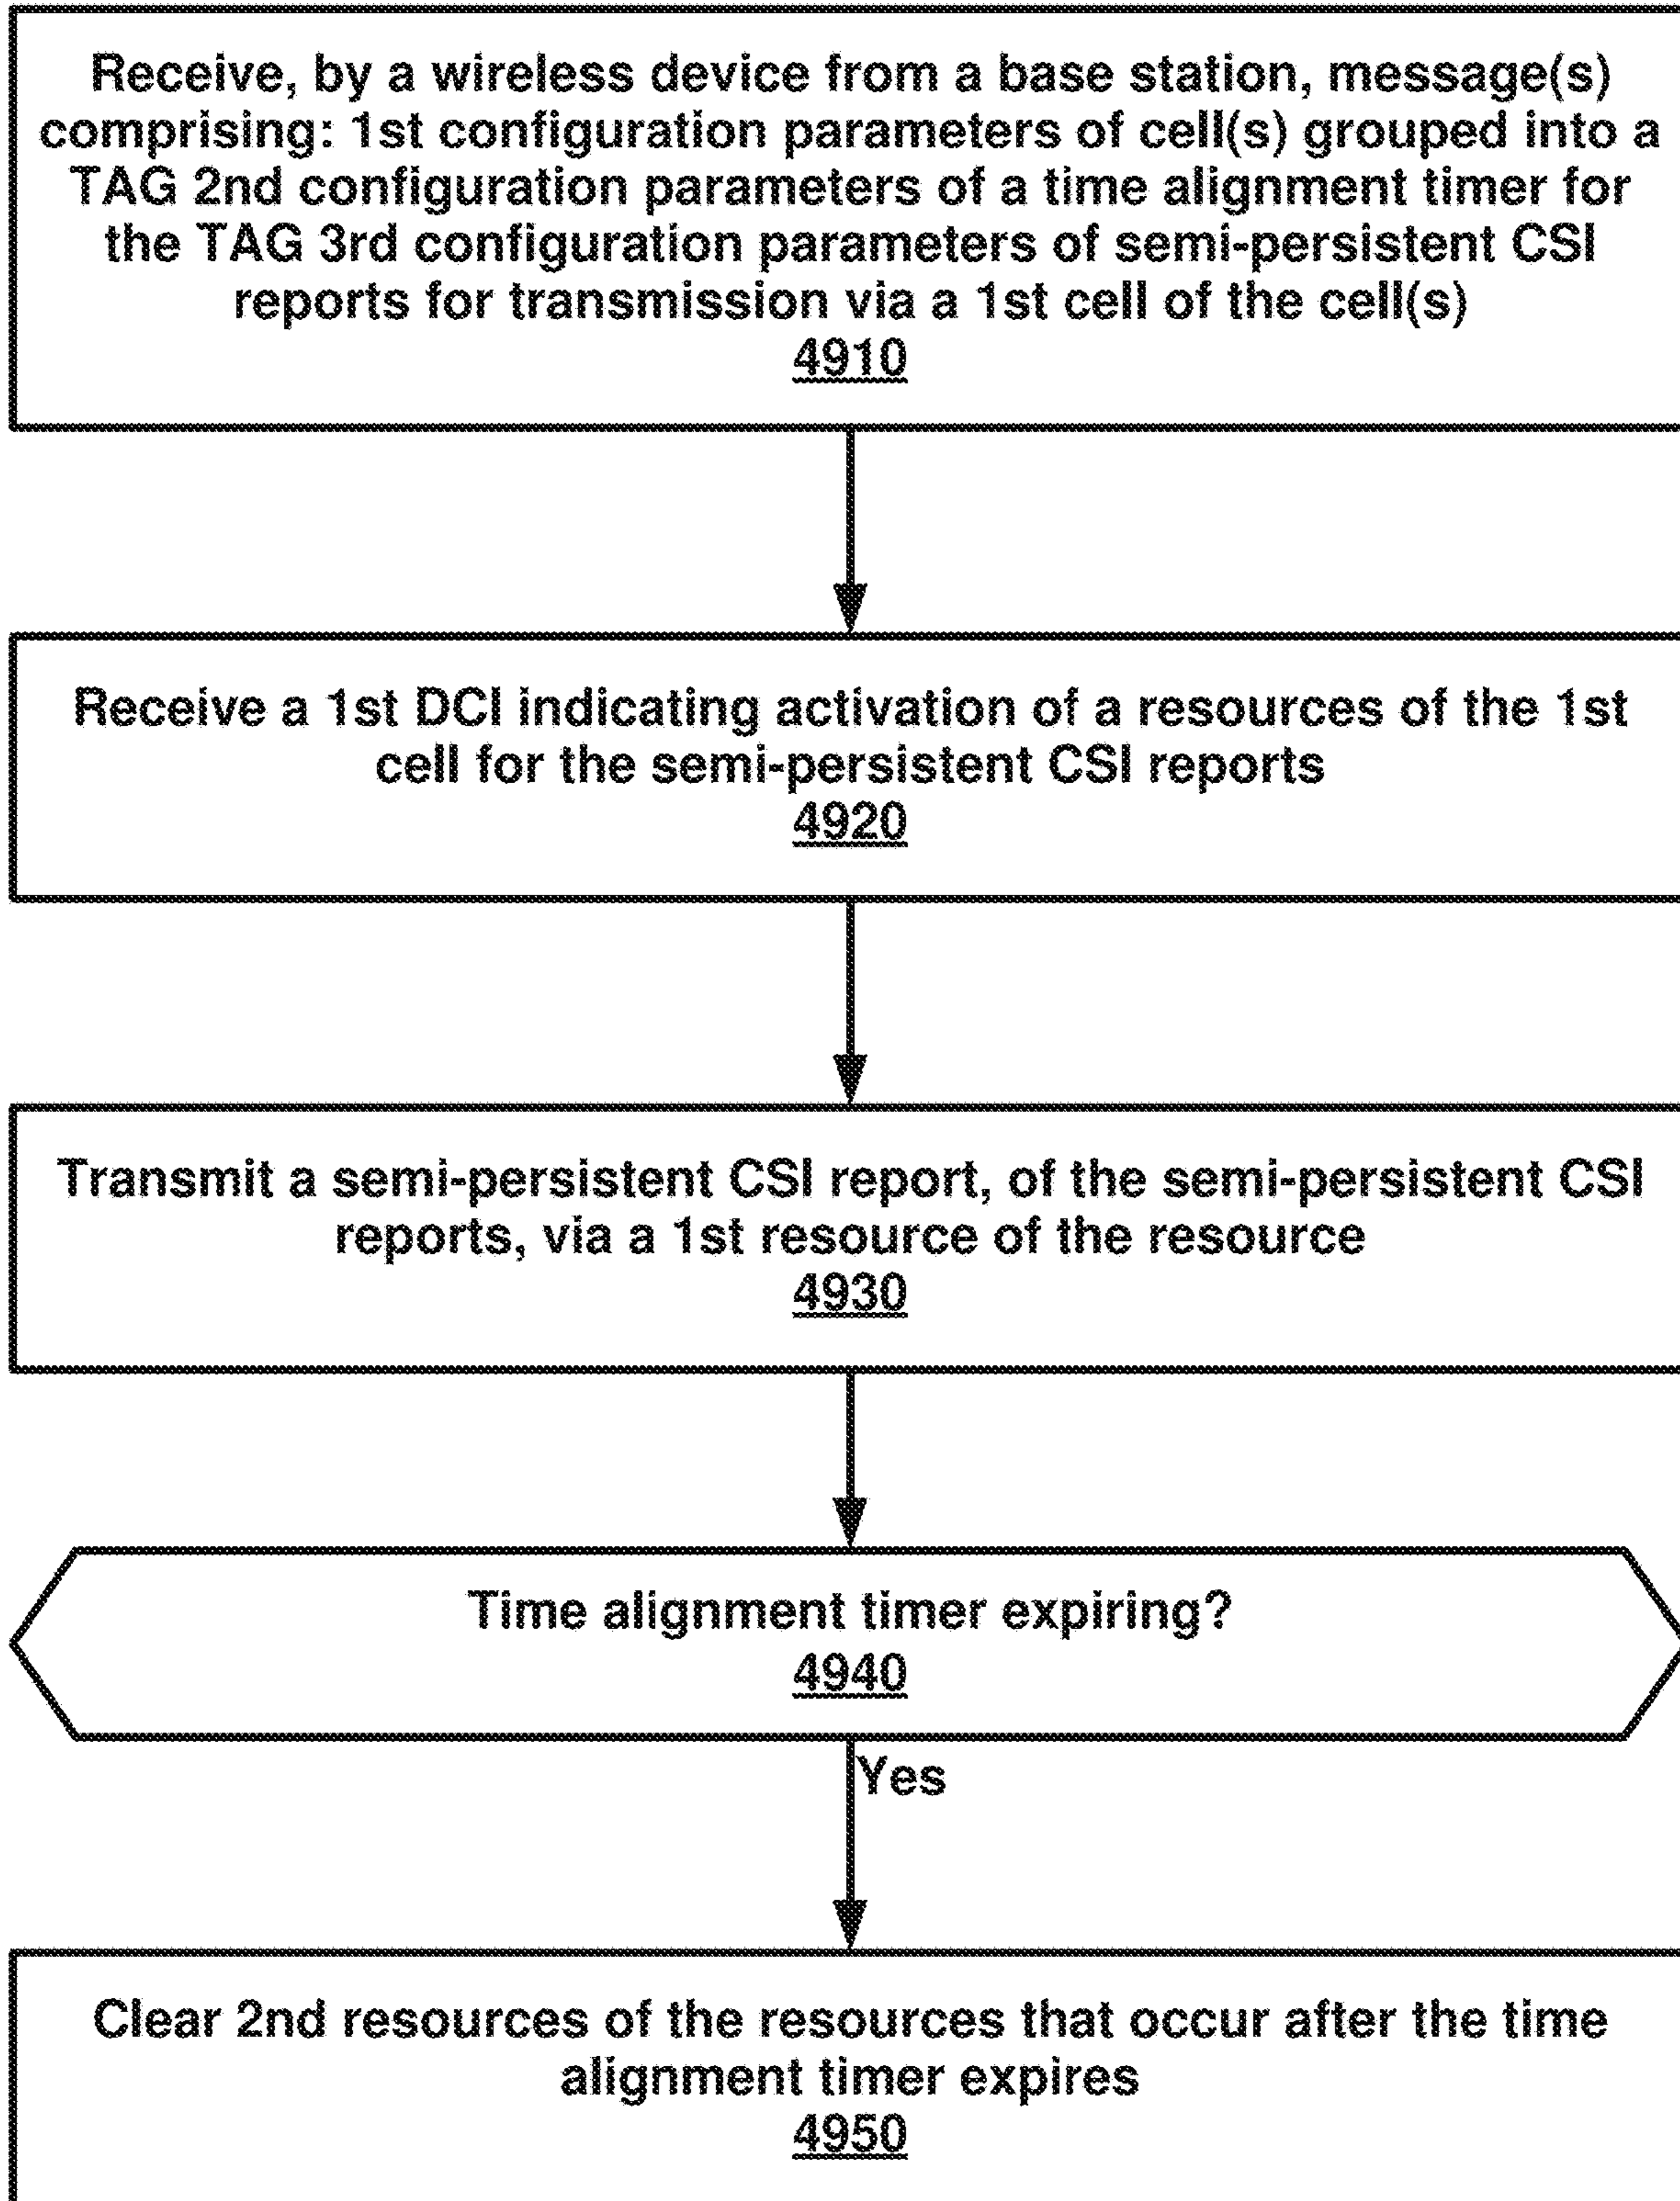 Receive, by a wireless device from a base station, message(s)
comprising: 1st configuration parameters of cell(s) grouped into a
TAG 2nd configuration parameters of a time alignment timer for
the TAG 3rd configuration parameters of semi-persistent CSI
reports for transmission via a 1st cell of the cell(s)
4910
Receive a 1st DCI indicating activation of a resources of the 1st
cell for the semi-persistent CSI reports
4920
Transmit a semi-persistent CSI report, of the semi-persistent CSI
reports, via a 1st resource of the resource
4930
Time alignment timer expiring?
4940
Yes
Clear 2nd resources of the resources that occur after the time
alignment timer expires
4950